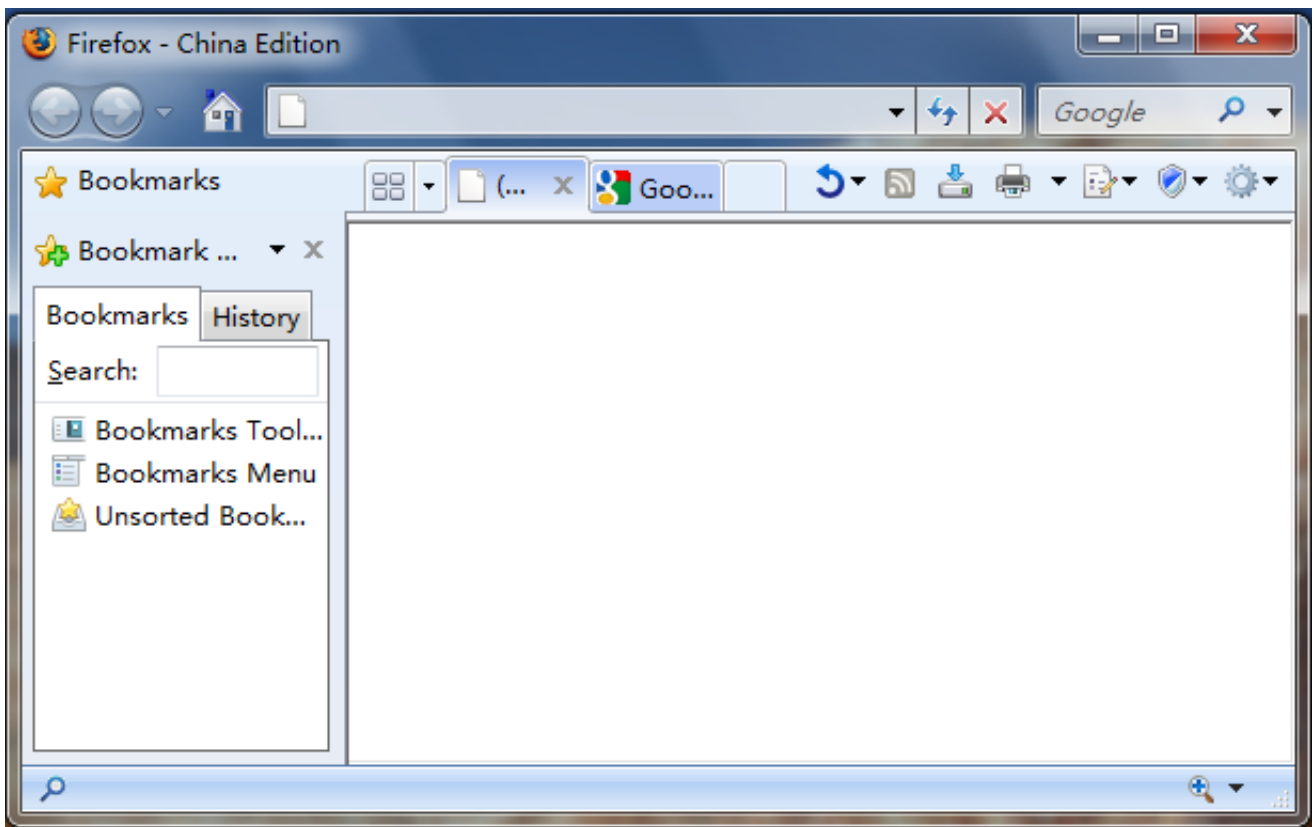 Firefox - China Edition
Google
Bookmarks
(...
Goo...
Bookmark ...
Bookmarks
History
Search:
Bookmarks Tool...
Bookmarks Menu
Unsorted Book...